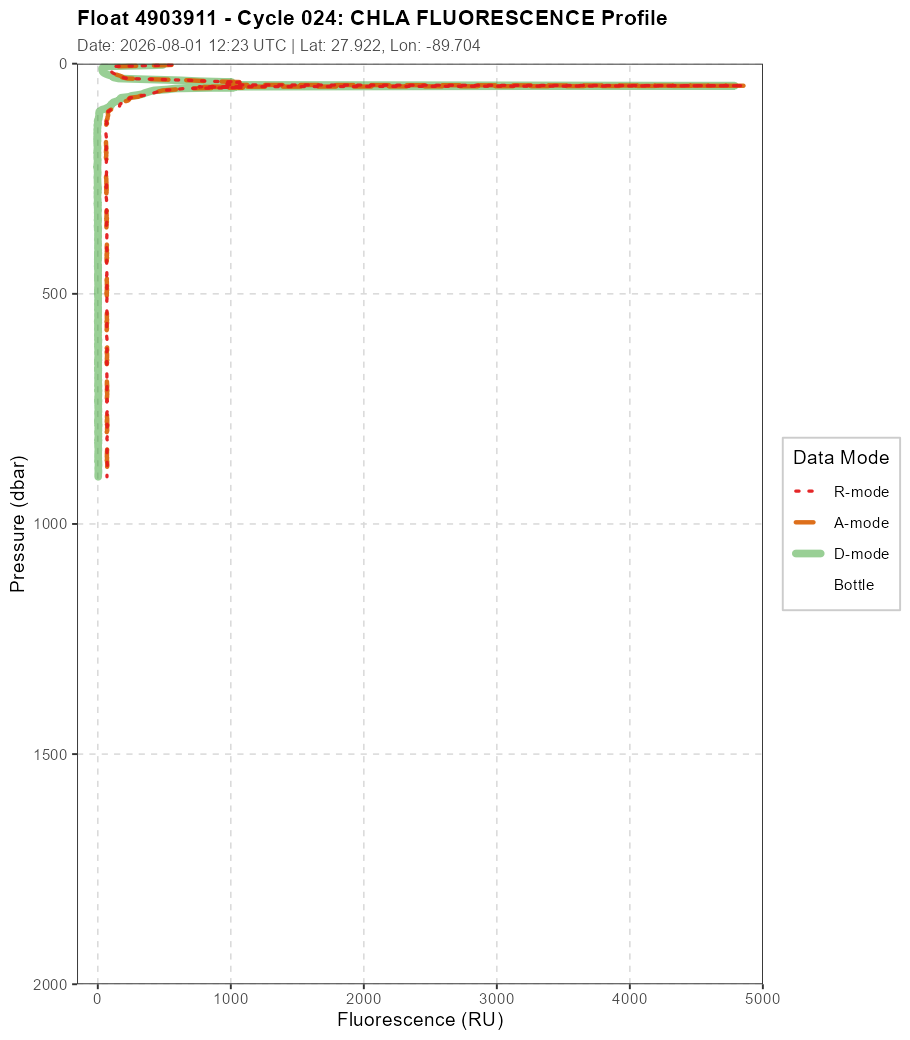 Float 4903911 - Cycle 024: CHLA FLUORESCENCE Profile
Date: 2026-08-01 12:23 UTC | Lat: 27.922, Lon: -89.704
0
500
1000
1500
2000
Pressure (dbar)
0 1000 2000 3000 4000 5000
Fluorescence (RU)
Data Mode
R-mode
A-mode
D-mode
Bottle